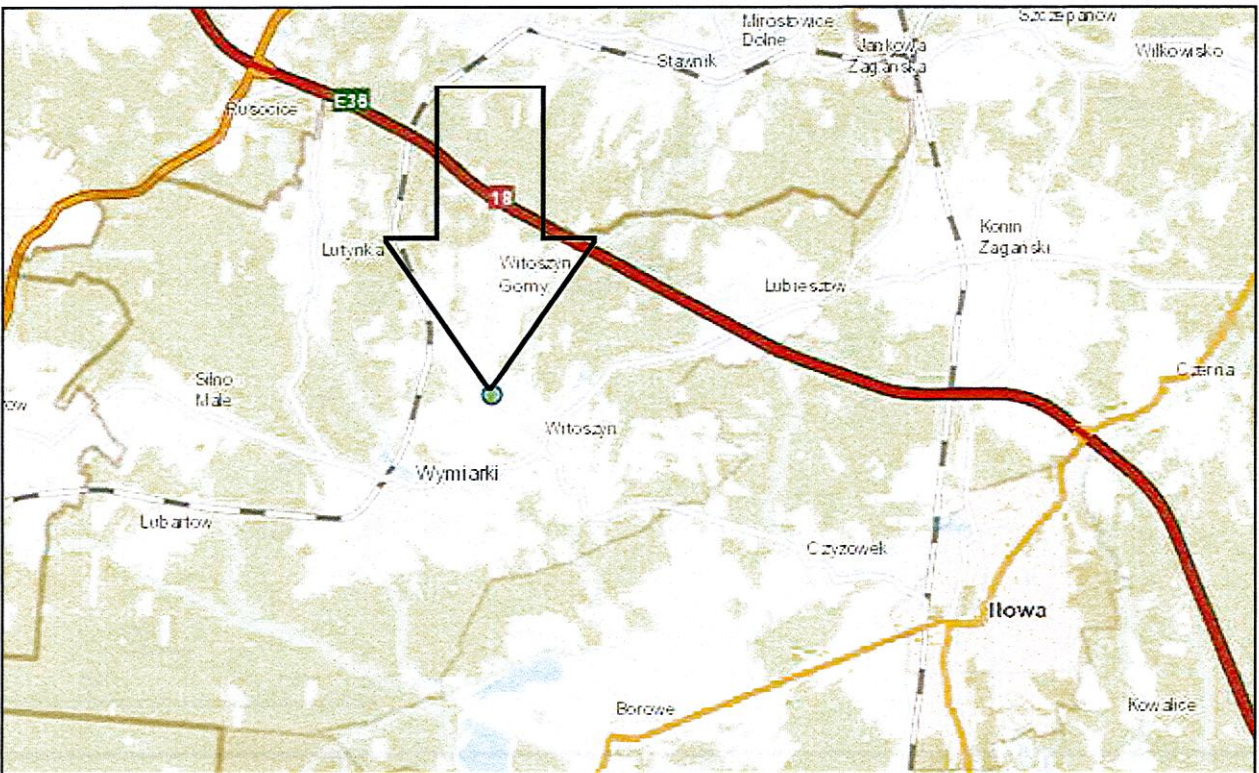 Mirostowice
Dolne
Szczepanów
Jankowa
Żagańska
Wilkowisko
Stawnik
E36
Rusocice
18
Konin
Żagański
Lutynka
Witoszyn
Górny
Lubieszów
Silno
Małe
Czerna
Witoszyn
Wymiarki
Lubartów
Czyżówek
Iłowa
Borowe
Kowalice